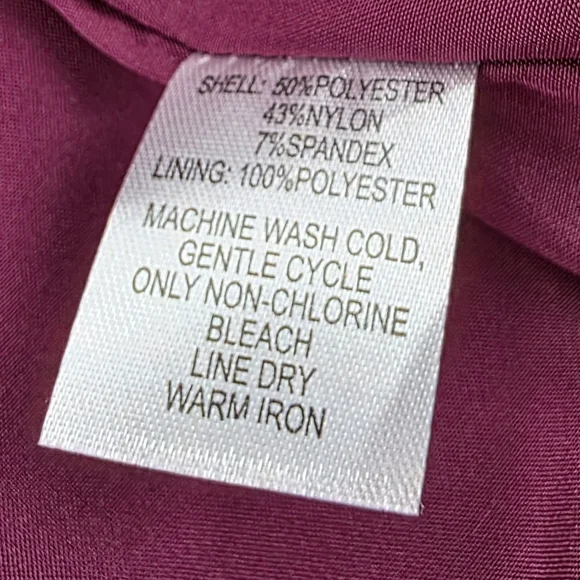 SHELL: 50%POLYESTER
43%NYLON
7%SPANDEX
LINING: 100%POLYESTER
MACHINE WASH COLD,
GENTLE CYCLE
ONLY NON-CHLORINE
BLEACH
LINE DRY
WARM IRON